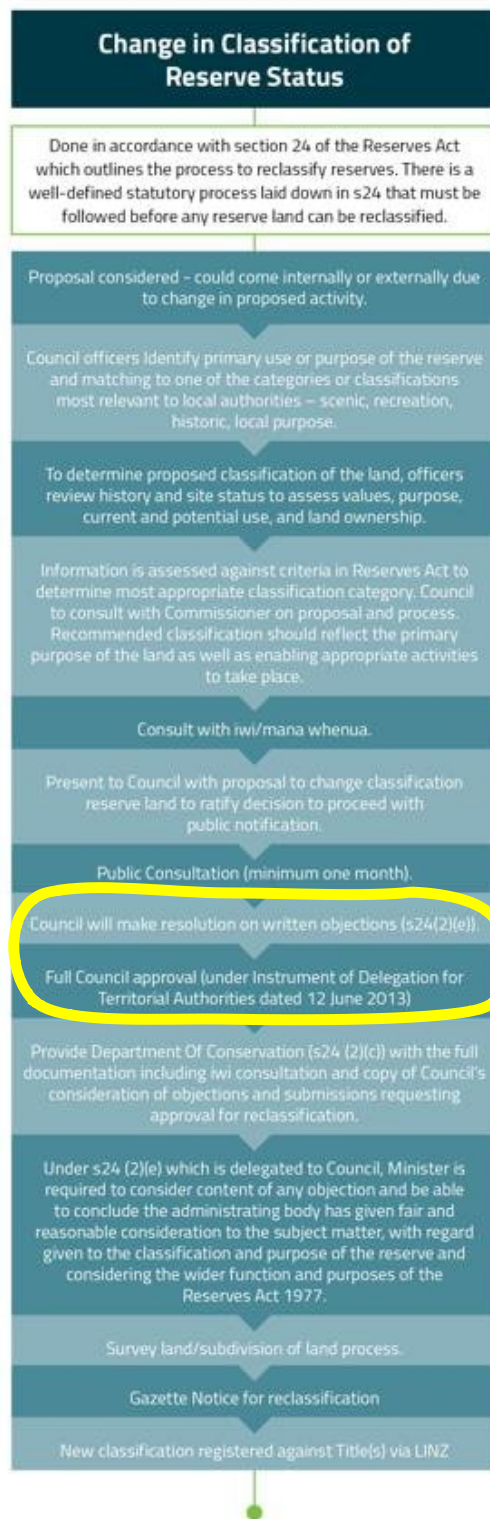 Change in Classification of
Reserve Status
Done in accordance with section 24 of the Reserves Act
which outlines the process to reclassify reserves. There is a
well-defined statutory process laid down in s24 that must be
followed before any reserve land can be reclassified.
Proposal considered - could come internally or externally due
to change in proposed activity.
Council officers Identify primary use or purpose of the reserve
and matching to one of the categories or classifications
most relevant to local authorities – scenic, recreation,
historic, local purpose.
To determine proposed classification of the land, officers
review history and site status to assess values, purpose,
current and potential use, and land ownership.
Information is assessed against criteria in Reserves Act to
determine most appropriate classification category. Council
to consult with Commissioner on proposal and process.
Recommended classification should reflect the primary
purpose of the land as well as enabling appropriate activities
to take place.
Consult with iwi/mana whenua.
Present to Council with proposal to change classification
reserve land to ratify decision to proceed with
public notification.
Public Consultation (minimum one month).
Council will make resolution on written objections (s24(2)(e)).
Full Council approval (under Instrument of Delegation for
Territorial Authorities dated 12 June 2013)
Provide Department Of Conservation (s24 (2)(c)) with the full
documentation including iwi consultation and copy of Council's
consideration of objections and submissions requesting
approval for reclassification.
Under s24 (2)(e) which is delegated to Council, Minister is
required to consider content of any objection and be able
to conclude the administrating body has given fair and
reasonable consideration to the subject matter, with regard
given to the classification and purpose of the reserve and
considering the wider function and purposes of the
Reserves Act 1977.
Survey land/subdivision of land process.
Gazette Notice for reclassification
New classification registered against Title(s) via LINZ